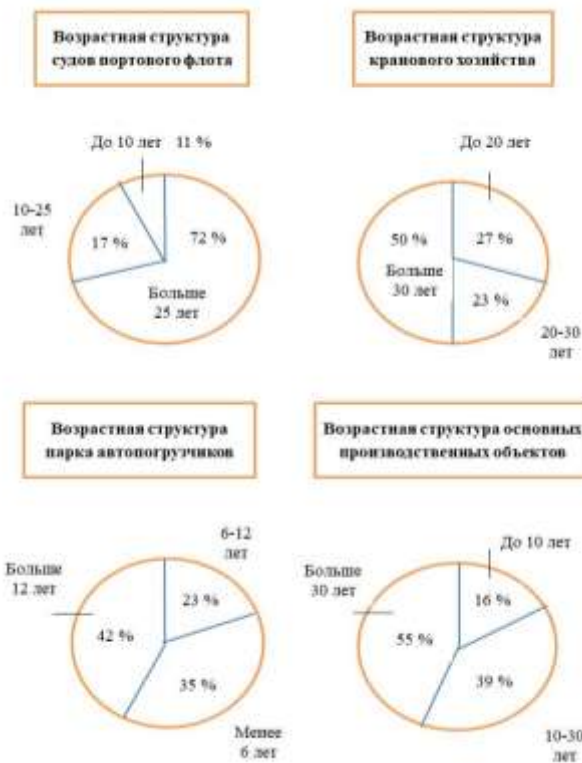 Возрастная структура
судов портового флота
До 10 лет 11 %
10-25
лет
17 %
72 %
Больше
25 лет
Возрастная структура
кранового хозяйства
До 20 лет
50 %
27 %
Больше
30 лет
23 %
20-30
лет
Возрастная структура
парка автопогрузчиков
6-12
лет
Больше
12 лет
23 %
42 %
35 %
Менее
6 лет
Возрастная структура основных
производственных объектов
До 10 лет
Больше
30 лет
16 %
55 %
39 %
10-30
лет